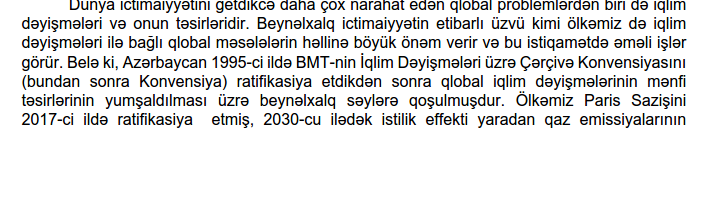 Dünya ictimaiyyətini getdikcə daha çox narahat edən qlobal problemlərdən biri də iqlim
dəyişmələri və onun təsirləridir. Beynəlxalq ictimaiyyətin etibarlı üzvü kimi ölkəmiz də iqlim
dəyişmələri ilə bağlı qlobal məsələlərin həllinə böyük önəm verir və bu istiqamətdə əməli işlər
görür. Belə ki, Azərbaycan 1995-ci ildə BMT-nin İqlim Dəyişmələri üzrə Çərçivə Konvensiyasını
(bundan sonra Konvensiya) ratifikasiya etdikdən sonra qlobal iqlim dəyişmələrinin mənfi
təsirlərinin yumşaldılması üzrə beynəlxalq səylərə qoşulmuşdur. Ölkəmiz Paris Sazişini
2017-ci ildə ratifikasiya etmiş, 2030-cu ilədək istilik effekti yaradan qaz emissiyalarının